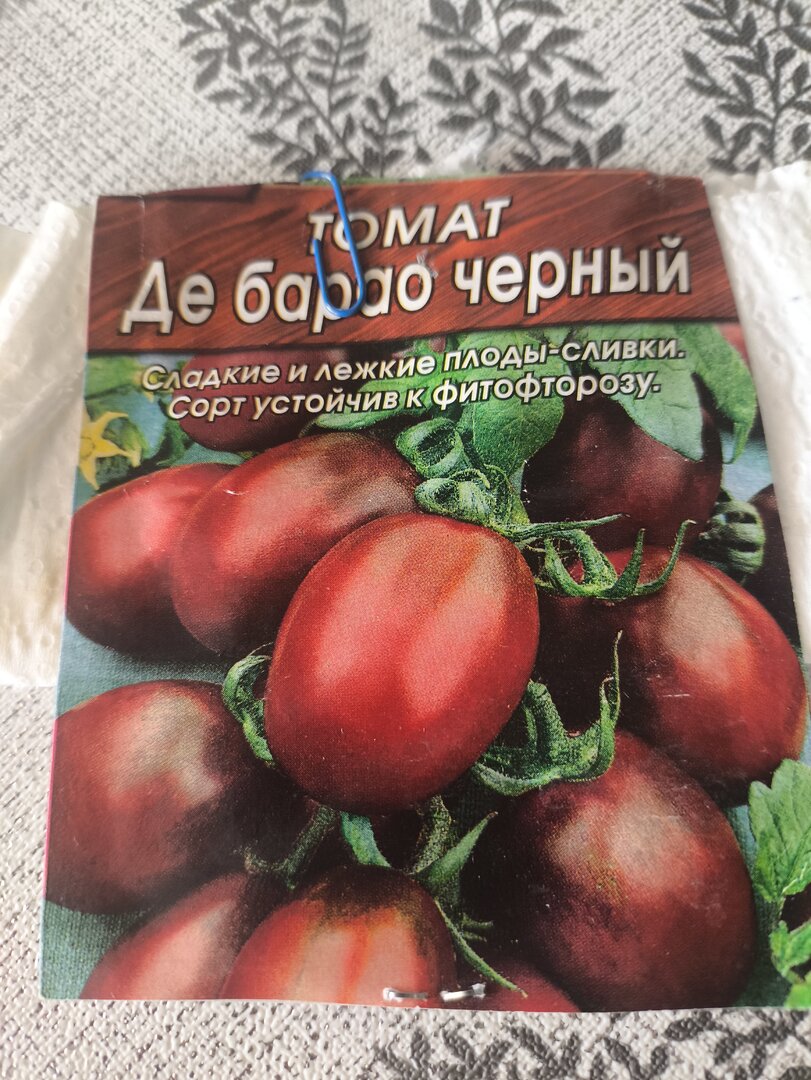 ТОМАТ
Де барао черный
Сладкие и лежкие плоды-сливки.
Сорт устойчив к фитофторозу.